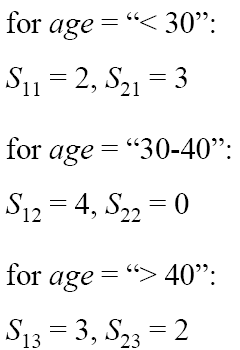 for age = “< 30”:
S₁₁ = 2, S₂₁ = 3
for age = “30-40”:
S₁₂ = 4, S₂₂ = 0
for age = “> 40”:
S₁₃ = 3, S₂₃ = 2